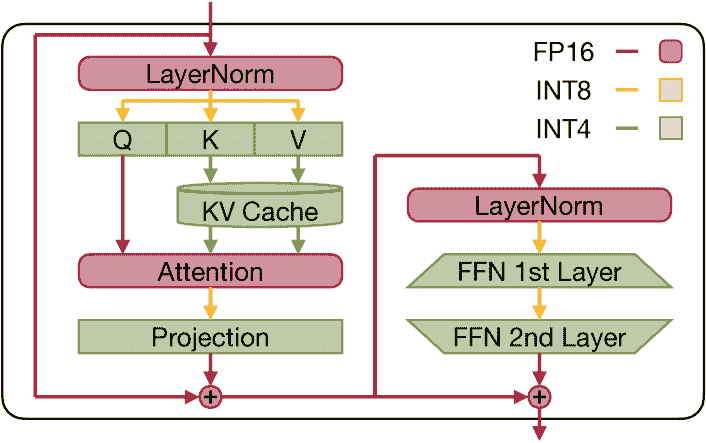 FP16
INT8
INT4
LayerNorm
Q K V
KV Cache
Attention
Projection
+
LayerNorm
FFN 1st Layer
FFN 2nd Layer
+